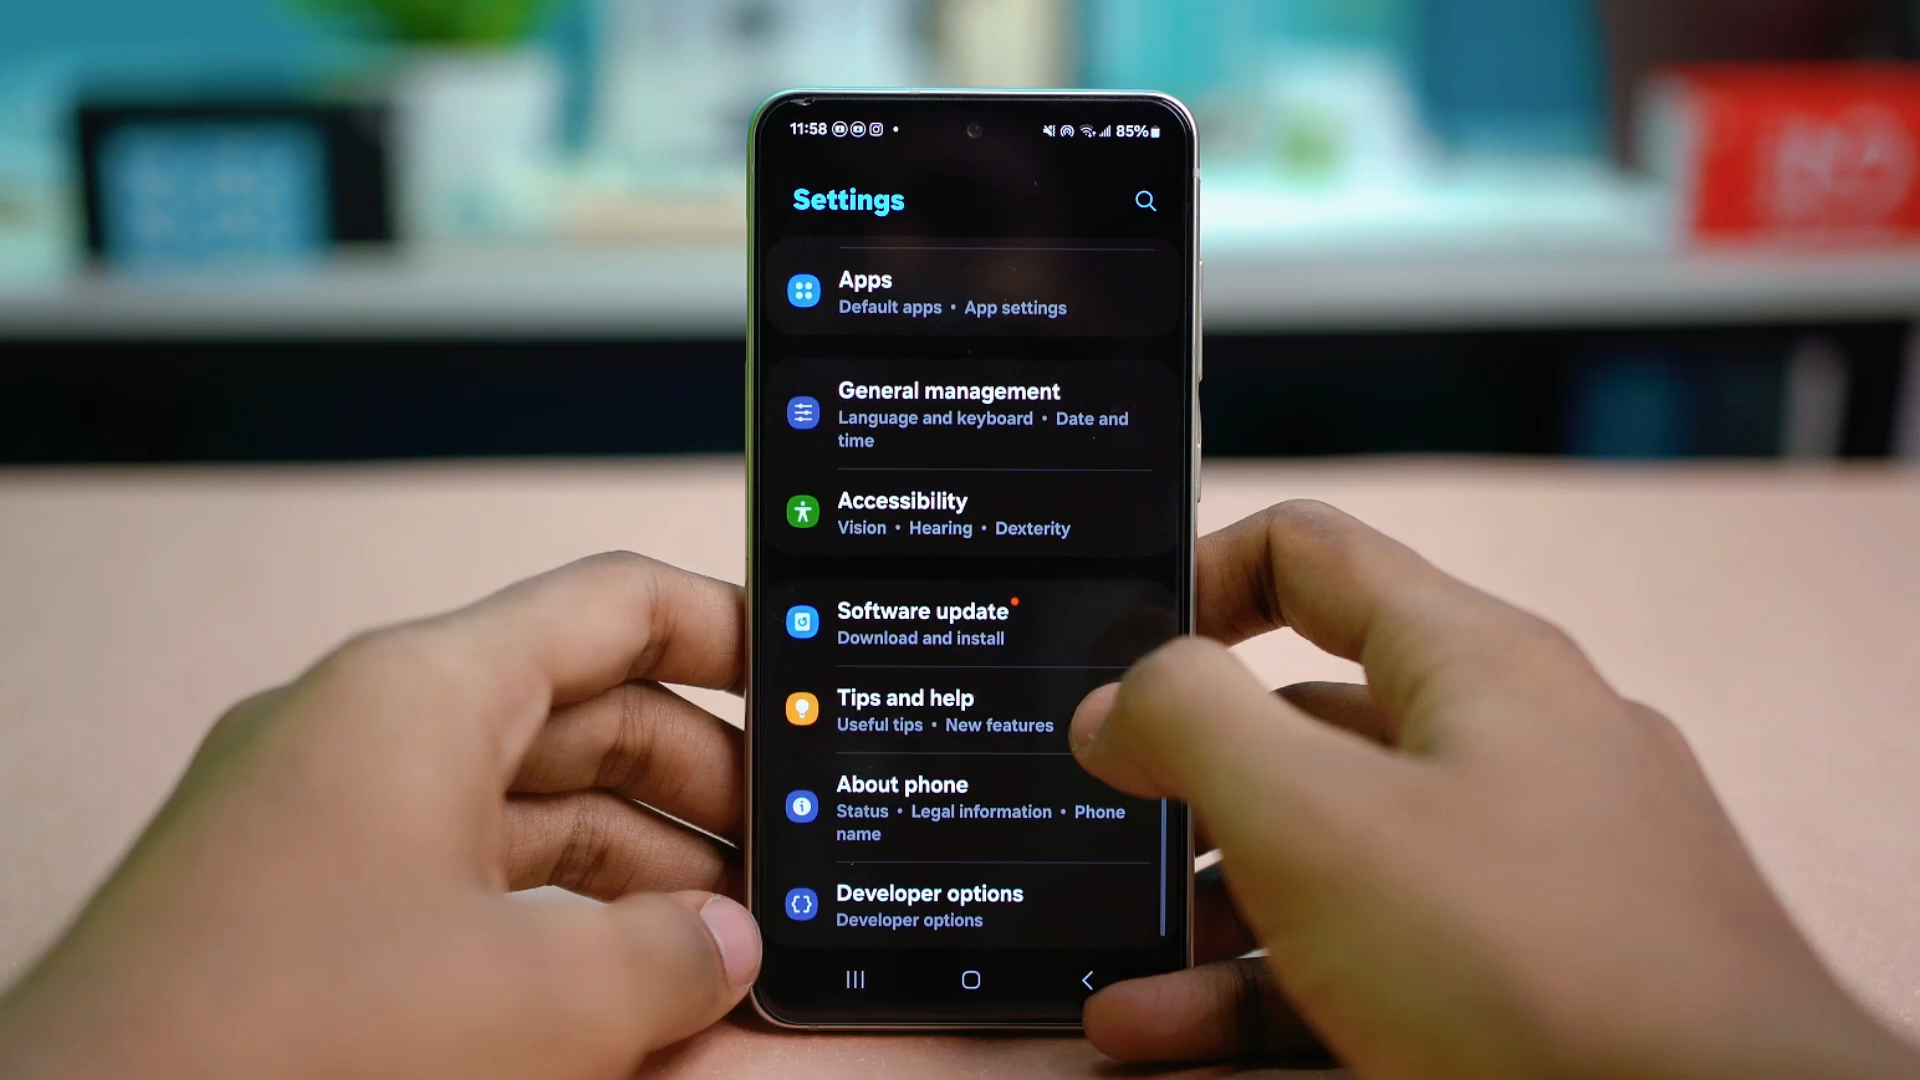 11:58 85%
Settings
Apps
Default apps • App settings
General management
Language and keyboard • Date and
time
Accessibility
Vision • Hearing • Dexterity
Software update
Download and install
Tips and help
Useful tips • New features
About phone
Status • Legal information • Phone
name
Developer options
Developer options